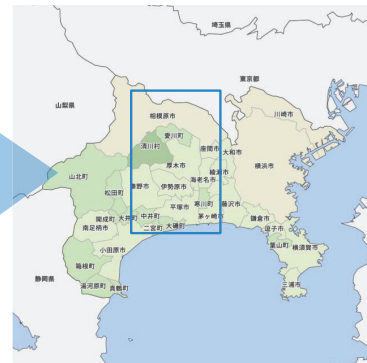 埼玉県
山梨県
東京都
相模原市
川崎市
愛川町
清川村
座間市
大和市
横浜市
厚木市
綾瀬市
海老名市
山北町
松田町
秦野市
伊勢原市
寒川町
藤沢市
平塚市
鎌倉市
開成町
大井町
中井町
茅ヶ崎市
逗子市
南足柄市
二宮町
大磯町
葉山町
横須賀市
小田原市
箱根町
静岡県
三浦市
湯河原町
真鶴町